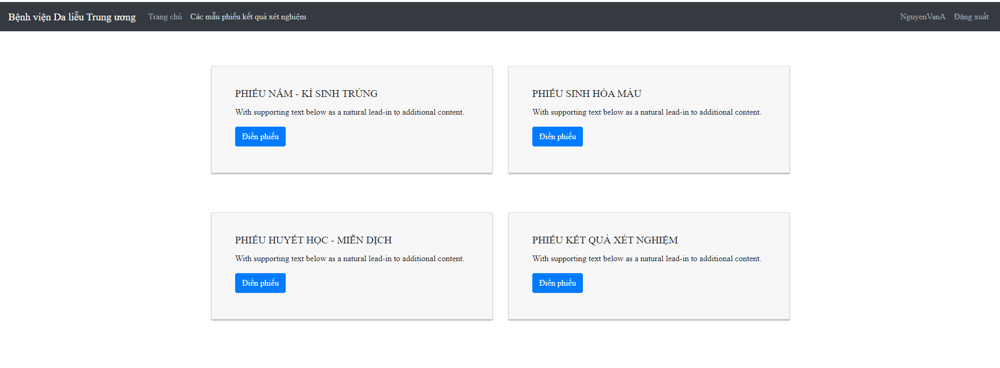 Bệnh viện Da liễu Trung ương Trang chủ Các mẫu phiếu kết quả xét nghiệm NguyenVanA Đăng xuất
PHIẾU NẤM - KÍ SINH TRÙNG
With supporting text below as a natural lead-in to additional content.
Điền phiếu
PHIẾU SINH HÓA MÁU
With supporting text below as a natural lead-in to additional content.
Điền phiếu
PHIẾU HUYẾT HỌC - MIỄN DỊCH
With supporting text below as a natural lead-in to additional content.
Điền phiếu
PHIẾU KẾT QUẢ XÉT NGHIỆM
With supporting text below as a natural lead-in to additional content.
Điền phiếu